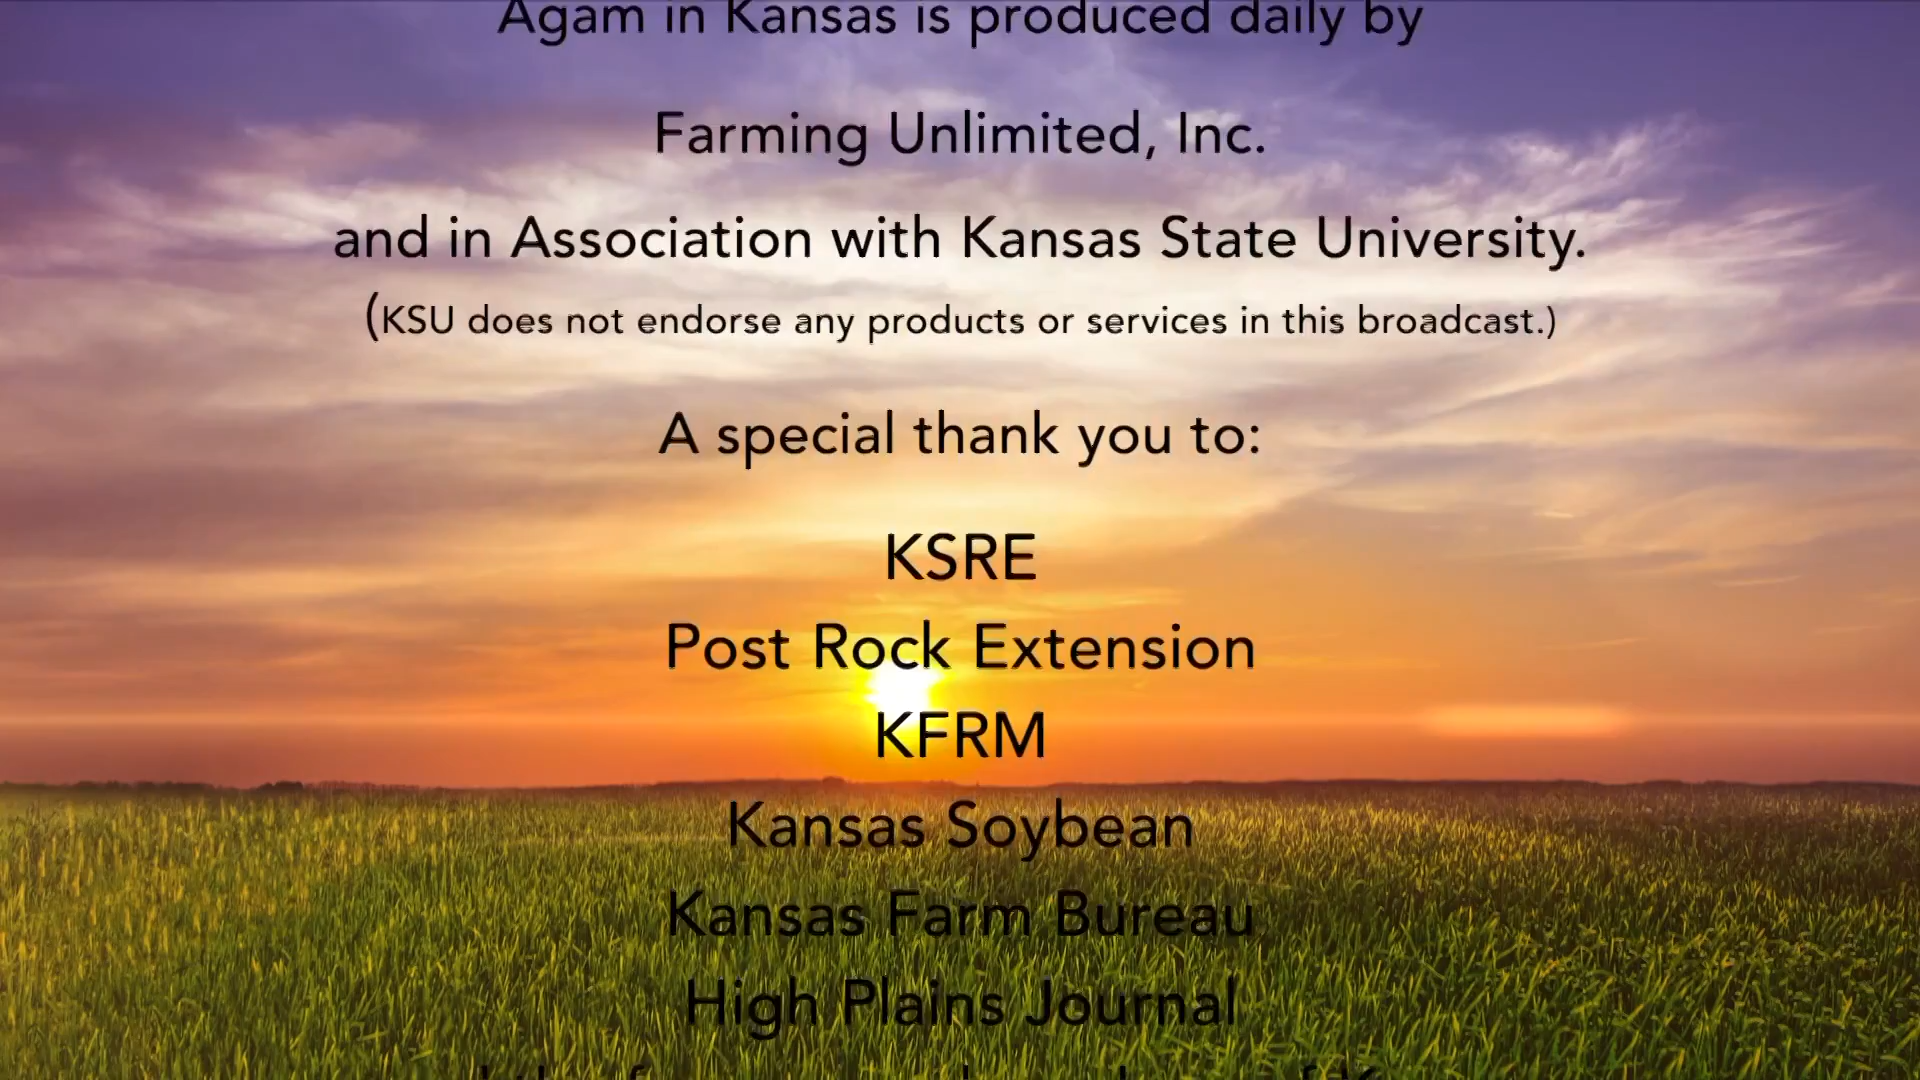 Agam in Kansas is produced daily by
Farming Unlimited, Inc.
and in Association with Kansas State University.
(KSU does not endorse any products or services in this broadcast.)
A special thank you to:
KSRE
Post Rock Extension
KFRM
Kansas Soybean
Kansas Farm Bureau
High Plains Journal